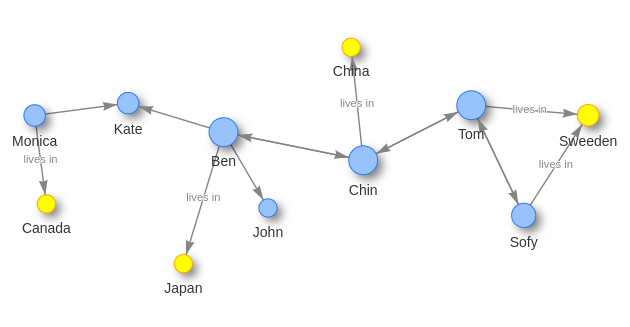 China
lives in
lives in
Tom
Kate
Monica
Sweeden
Ben
lives in
lives in
Chin
lives in
Canada
John
Sofy
Japan